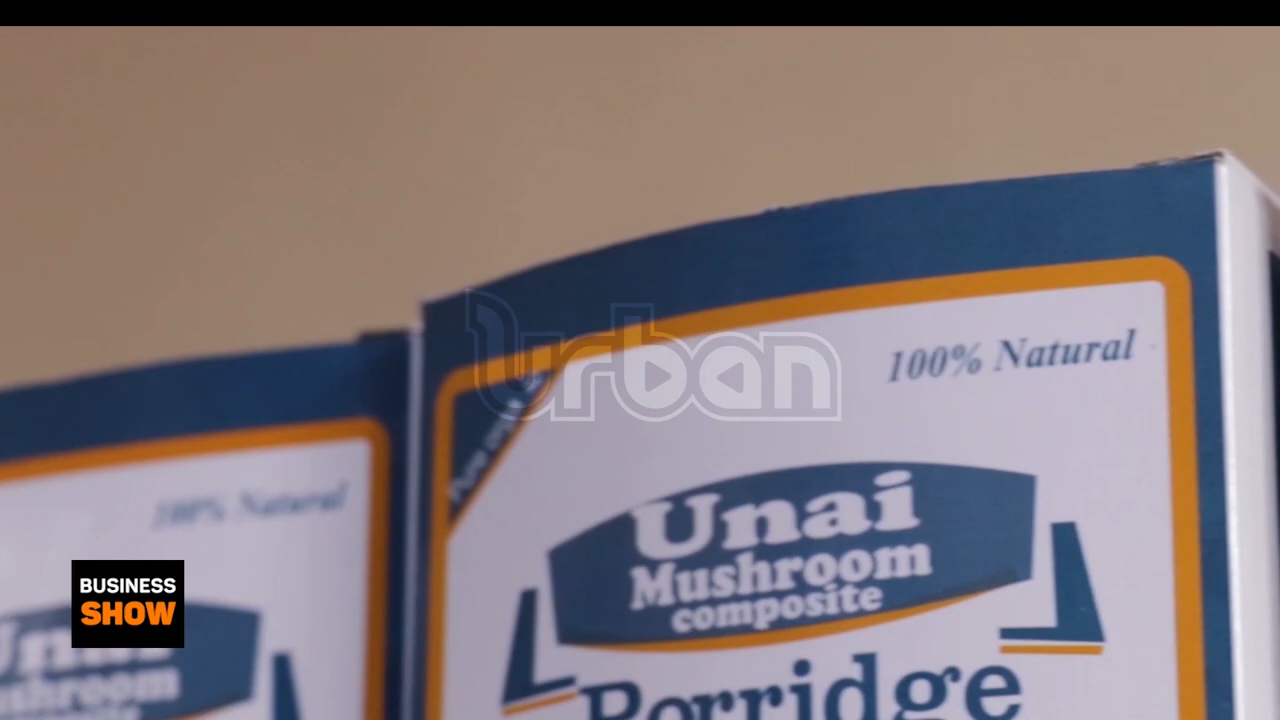 urban
100% Natural
Unai
Mushroom
composite
Porridge
100% Natural
BUSINESS
SHOW